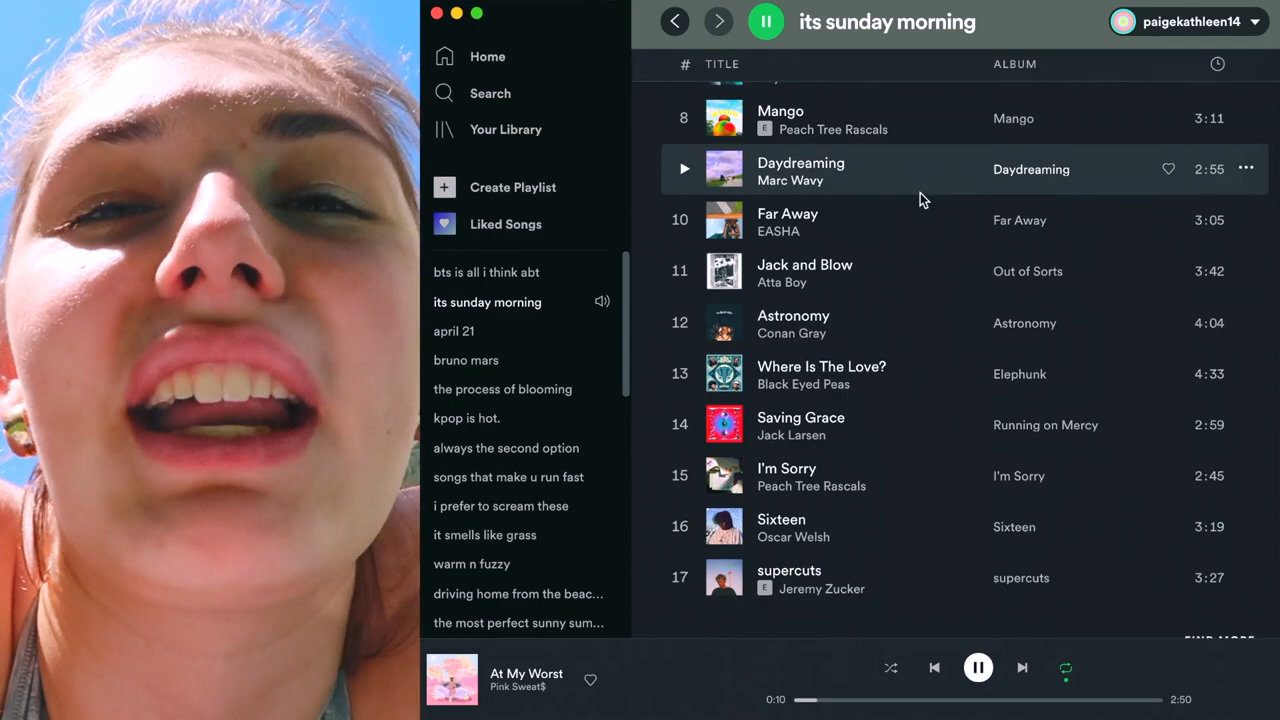 its sunday morning
paigekathleen14
Home
Search
Your Library
Create Playlist
Liked Songs
bts is all i think abt
its sunday morning
april 21
bruno mars
the process of blooming
kpop is hot.
always the second option
songs that make u run fast
i prefer to scream these
it smells like grass
warm n fuzzy
driving home from the beac...
the most perfect sunny sum...
# TITLE ALBUM
8 Mango Mango 3:11
E Peach Tree Rascals
Daydreaming Daydreaming 2:55
Marc Wavy
10 Far Away Far Away 3:05
EASHA
11 Jack and Blow Out of Sorts 3:42
Atta Boy
12 Astronomy Astronomy 4:04
Conan Gray
13 Where Is The Love? Elephunk 4:33
Black Eyed Peas
14 Saving Grace Running on Mercy 2:59
Jack Larsen
15 I'm Sorry I'm Sorry 2:45
Peach Tree Rascals
16 Sixteen Sixteen 3:19
Oscar Welsh
17 supercuts supercuts 3:27
E Jeremy Zucker
FIND MORE
At My Worst
Pink Sweat$
0:10 2:50